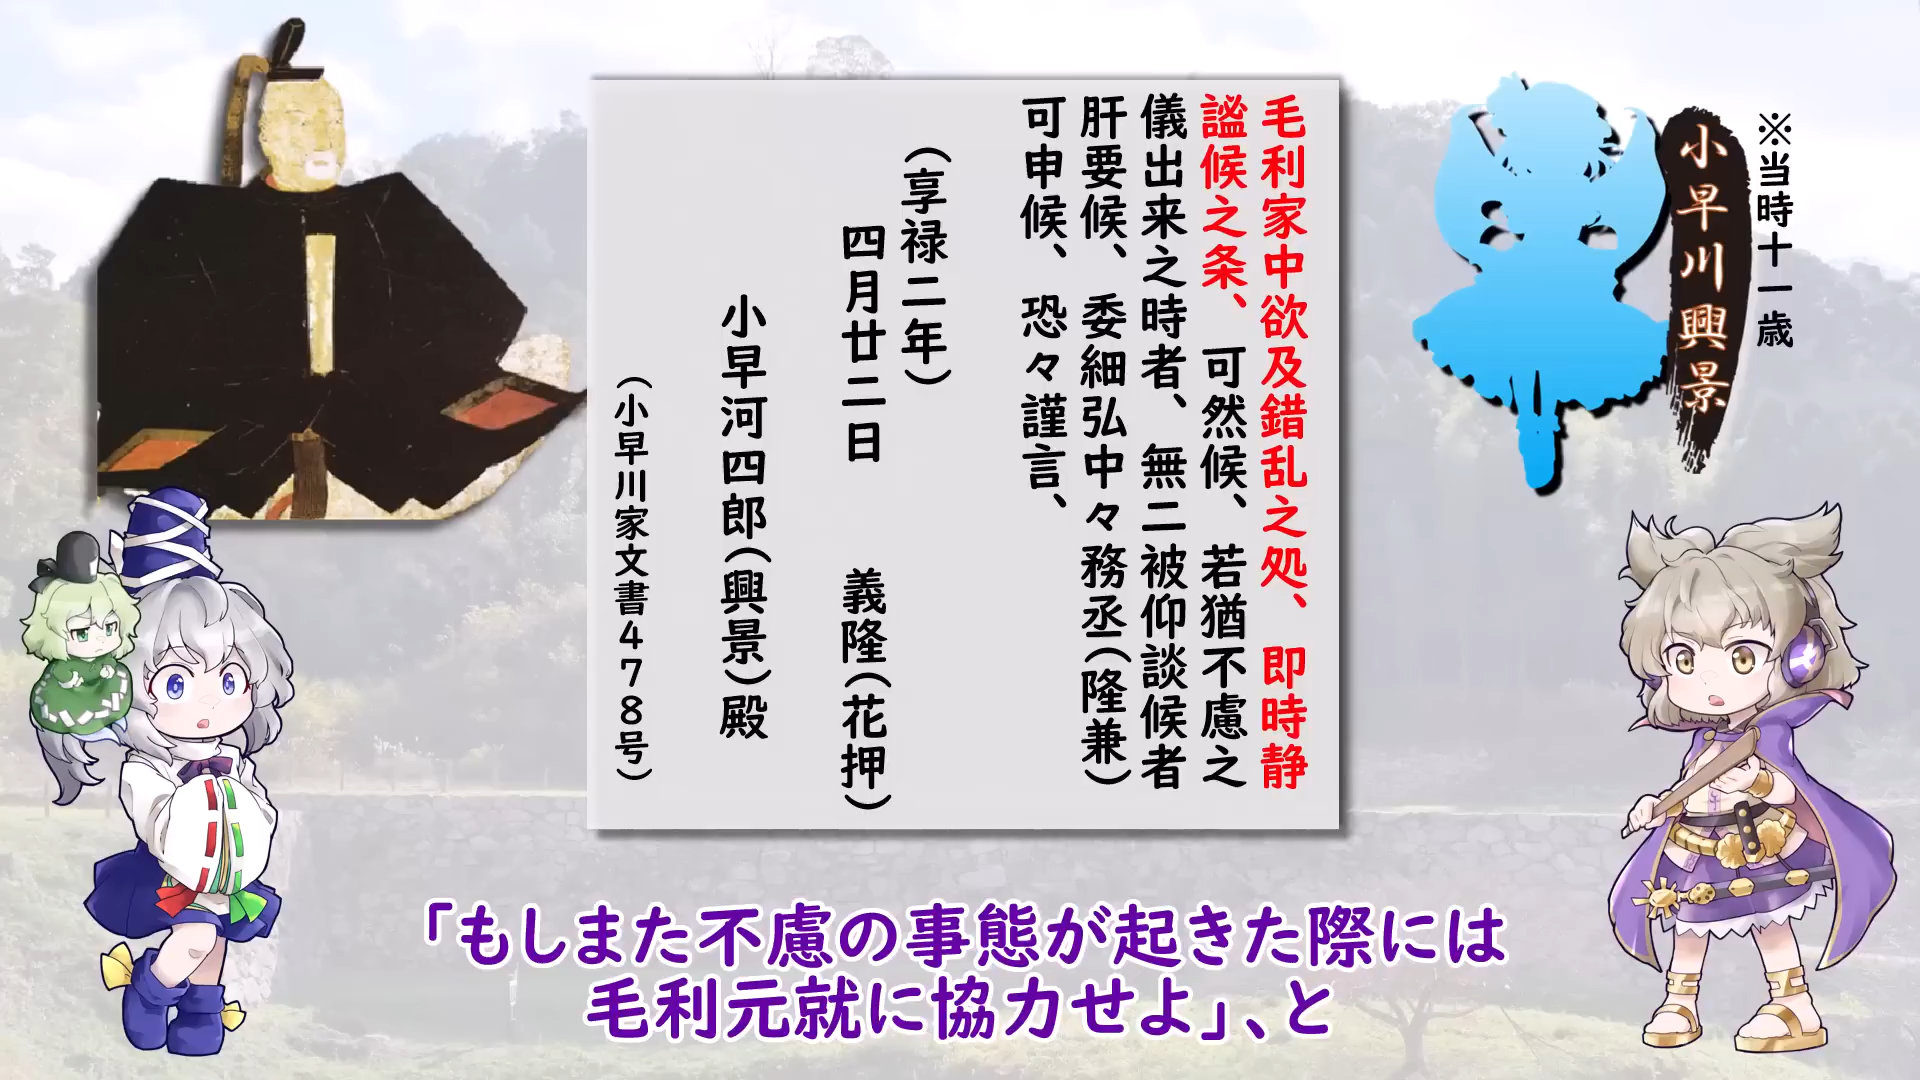 ※当時十一歳
小早川興景
毛利家中欲及錯乱之処、即時静
謐候之条、可然候、若猶不慮之
儀出来之時者、無二被仰談候者
肝要候、委細弘中々務丞(隆兼)
可申候、恐々謹言、
(享禄二年)
四月廿二日 義隆(花押)
小早河四郎(興景)殿
(小早川家文書478号)
「もしまた不慮の事態が起きた際には
毛利元就に協力せよ」、と